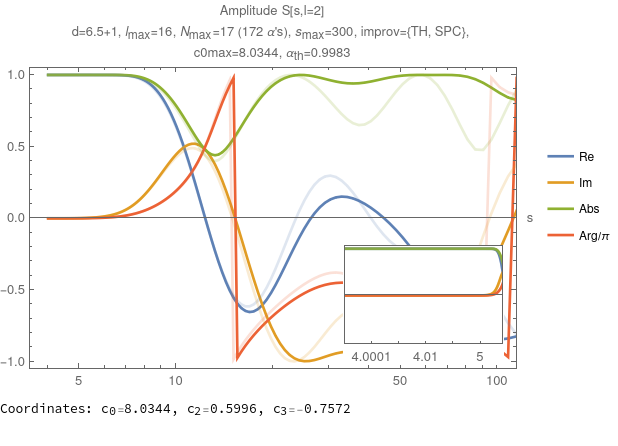 Amplitude S[s,l=2]
d=6.5+1, lmax=16, Nmax=17 (172 α's), smax=300, improv={TH, SPC},
c0max=8.0344, αth=0.9983
1.0
0.5
0.0
−0.5
−1.0
s
Re
Im
Abs
Arg/π
4.0001 4.01 5
5 10 50 100
Coordinates: c0=8.0344, c2=0.5996, c3=−0.7572